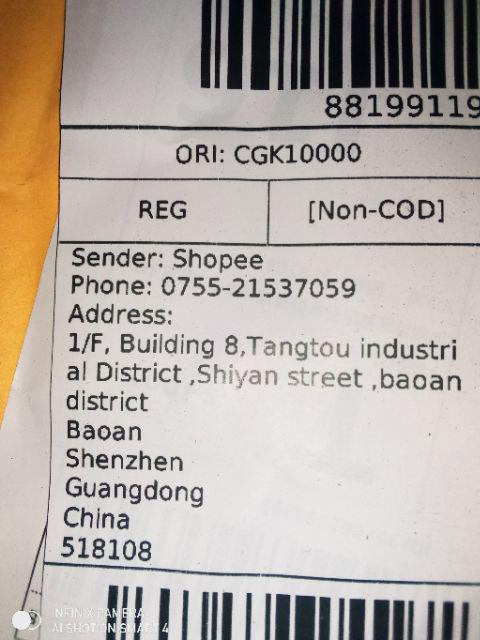 88199119
ORI: CGK10000
REG
[Non-COD]
Sender: Shopee
Phone: 0755-21537059
Address:
1/F, Building 8,Tangtou industri
al District ,Shiyan street ,baoan
district
Baoan
Shenzhen
Guangdong
China
518108
INFINIX CAMERA
AI SHOT ON SMART 4